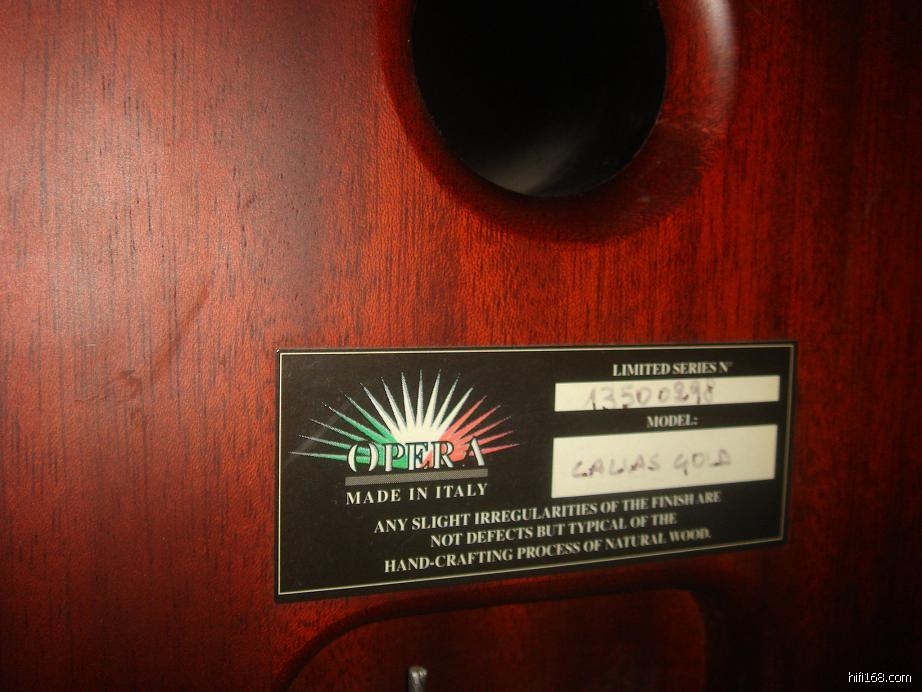 LIMITED SERIES N°
13500298
MODEL:
CALLAS GOLD
OPERA
MADE IN ITALY
ANY SLIGHT IRREGULARITIES OF THE FINISH ARE
NOT DEFECTS BUT TYPICAL OF THE
HAND-CRAFTING PROCESS OF NATURAL WOOD.
hifi168.com